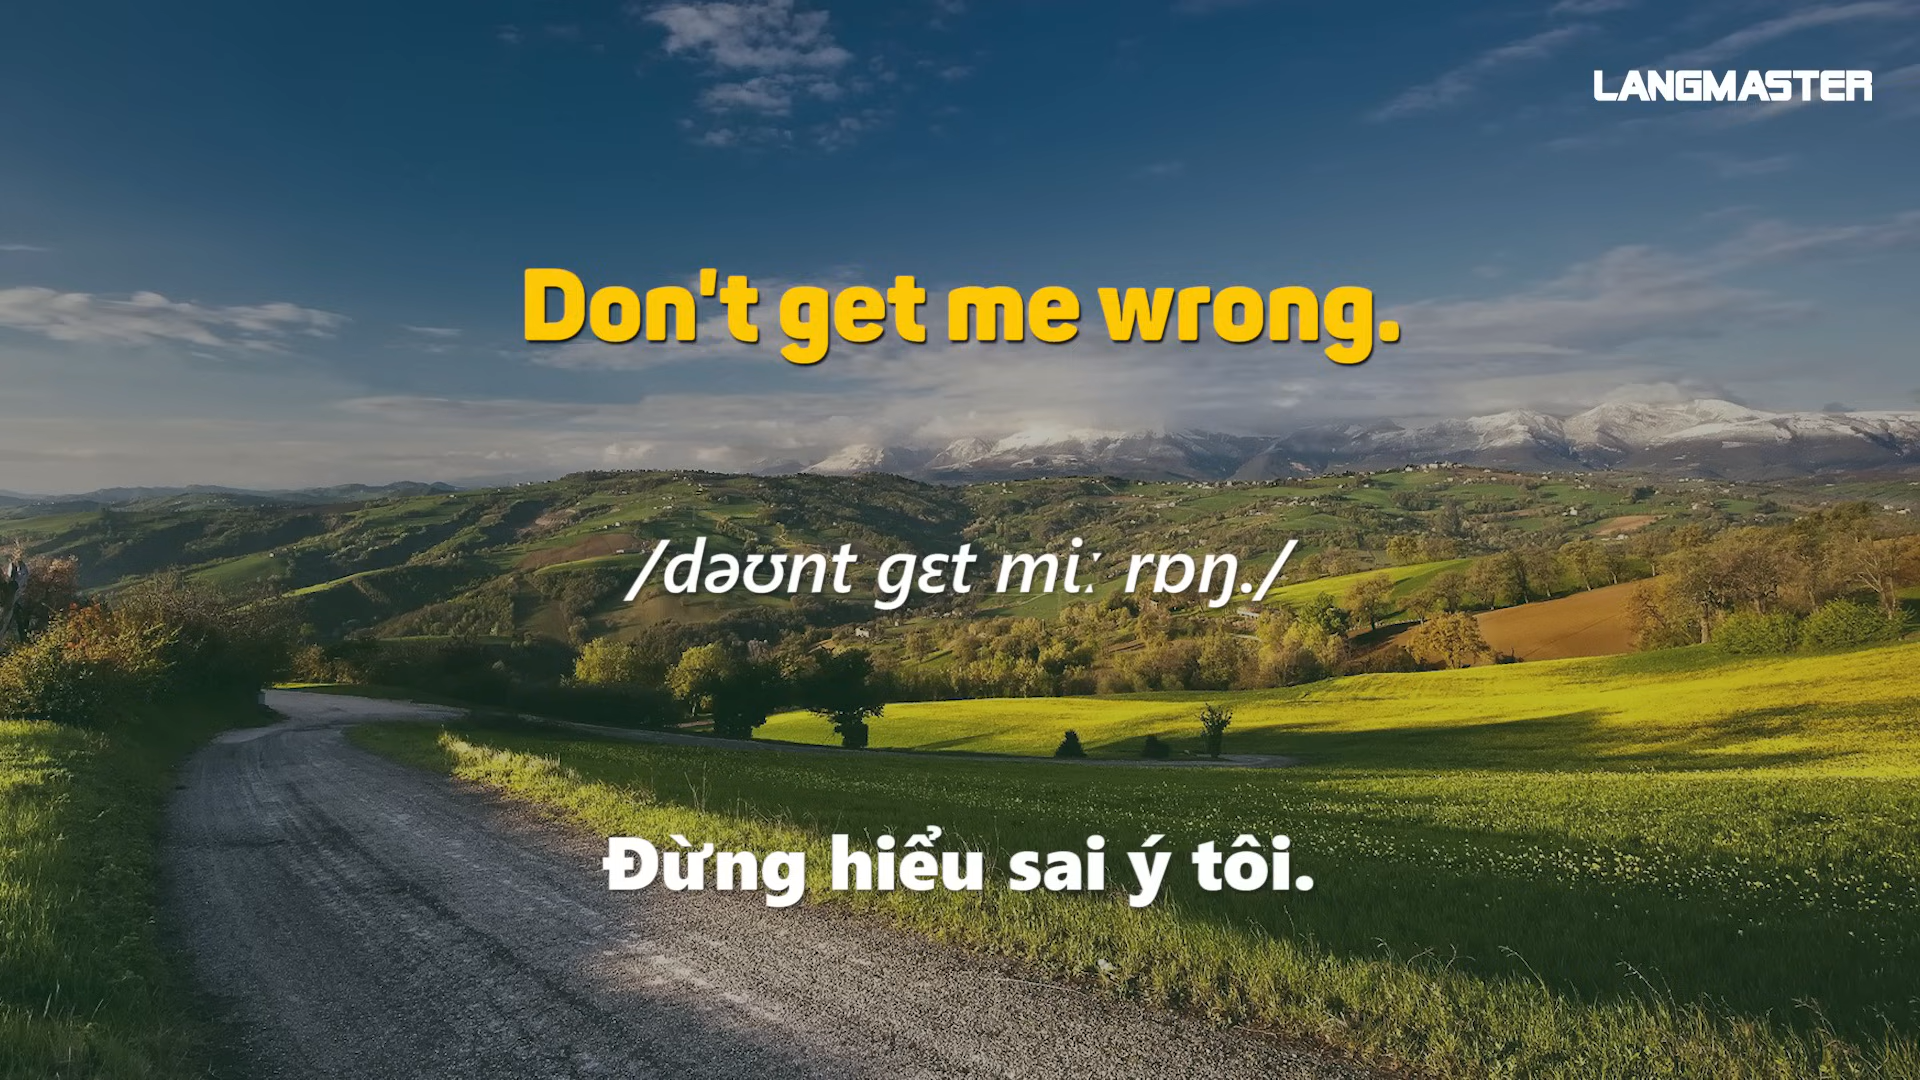 LANGMASTER
Don't get me wrong.
/dəʊnt gɛt miː rɒŋ./
Đừng hiểu sai ý tôi.